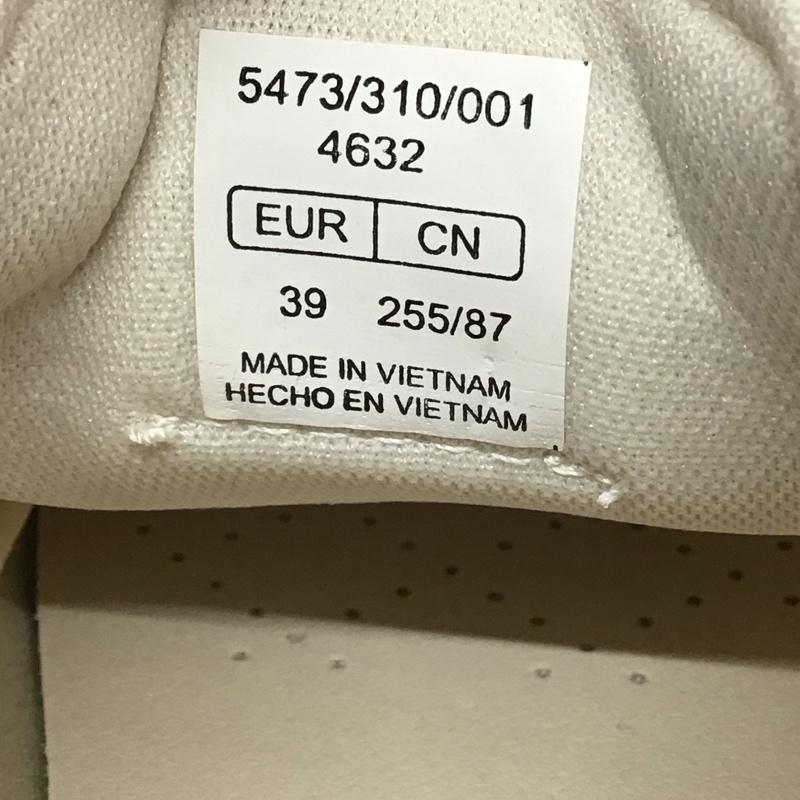 5473/310/001
4632
EUR CN
39 255/87
MADE IN VIETNAM
HECHO EN VIETNAM